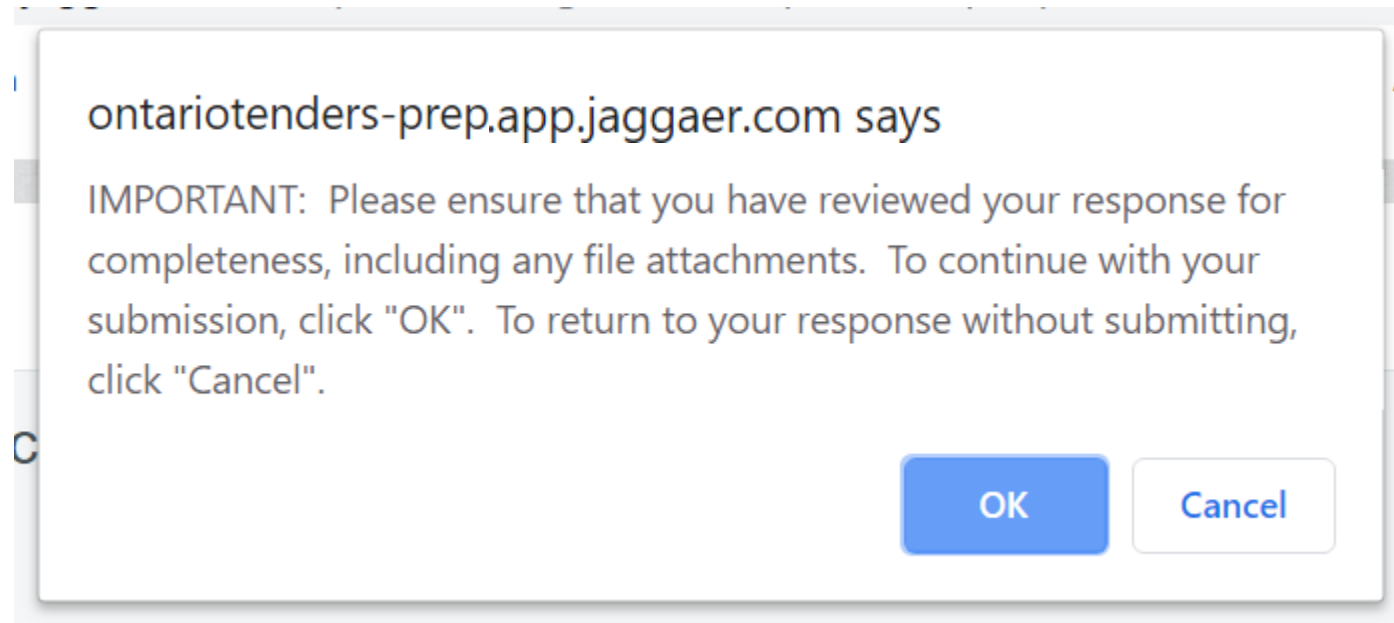 ontariotenders-prep.app.jaggaer.com says
IMPORTANT:  Please ensure that you have reviewed your response for
completeness, including any file attachments.  To continue with your
submission, click "OK".  To return to your response without submitting,
click "Cancel".
OK
Cancel